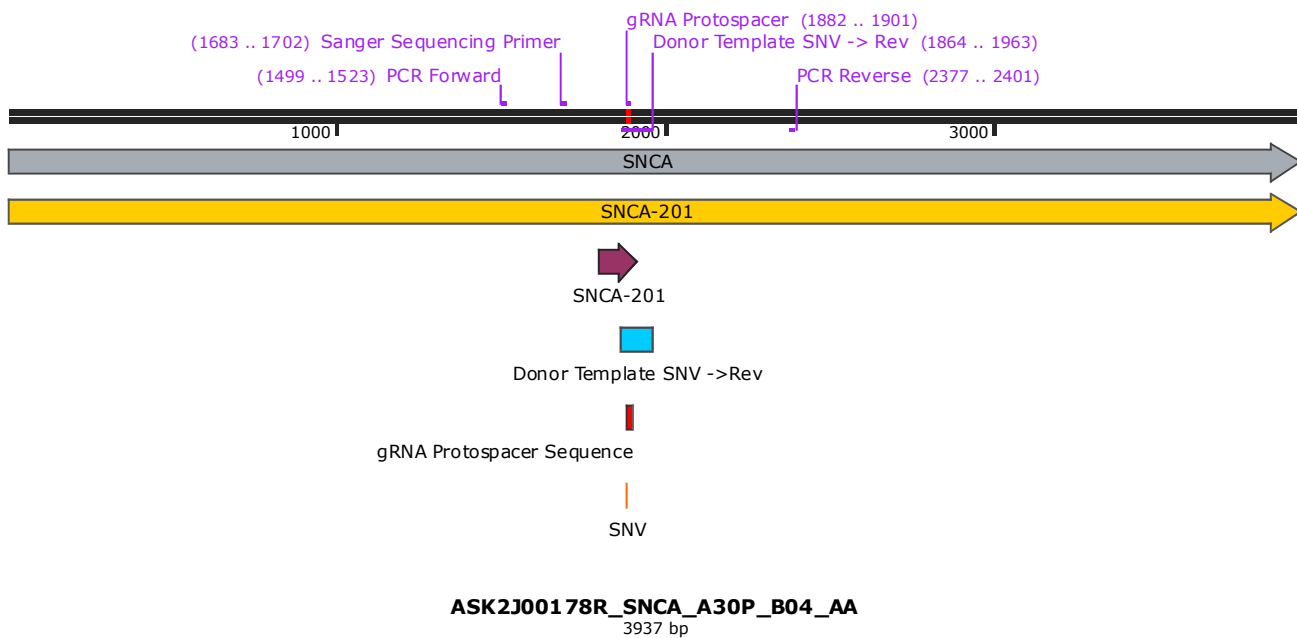 gRNA Protospacer (1882 .. 1901)
(1683 .. 1702) Sanger Sequencing Primer
Donor Template SNV -> Rev (1864 .. 1963)
(1499 .. 1523) PCR Forward
PCR Reverse (2377 .. 2401)
1000
2000
3000
SNCA
SNCA-201
SNCA-201
Donor Template SNV ->Rev
gRNA Protospacer Sequence
SNV
ASK2J00178R_SNCA_A30P_B04_AA
3937 bp